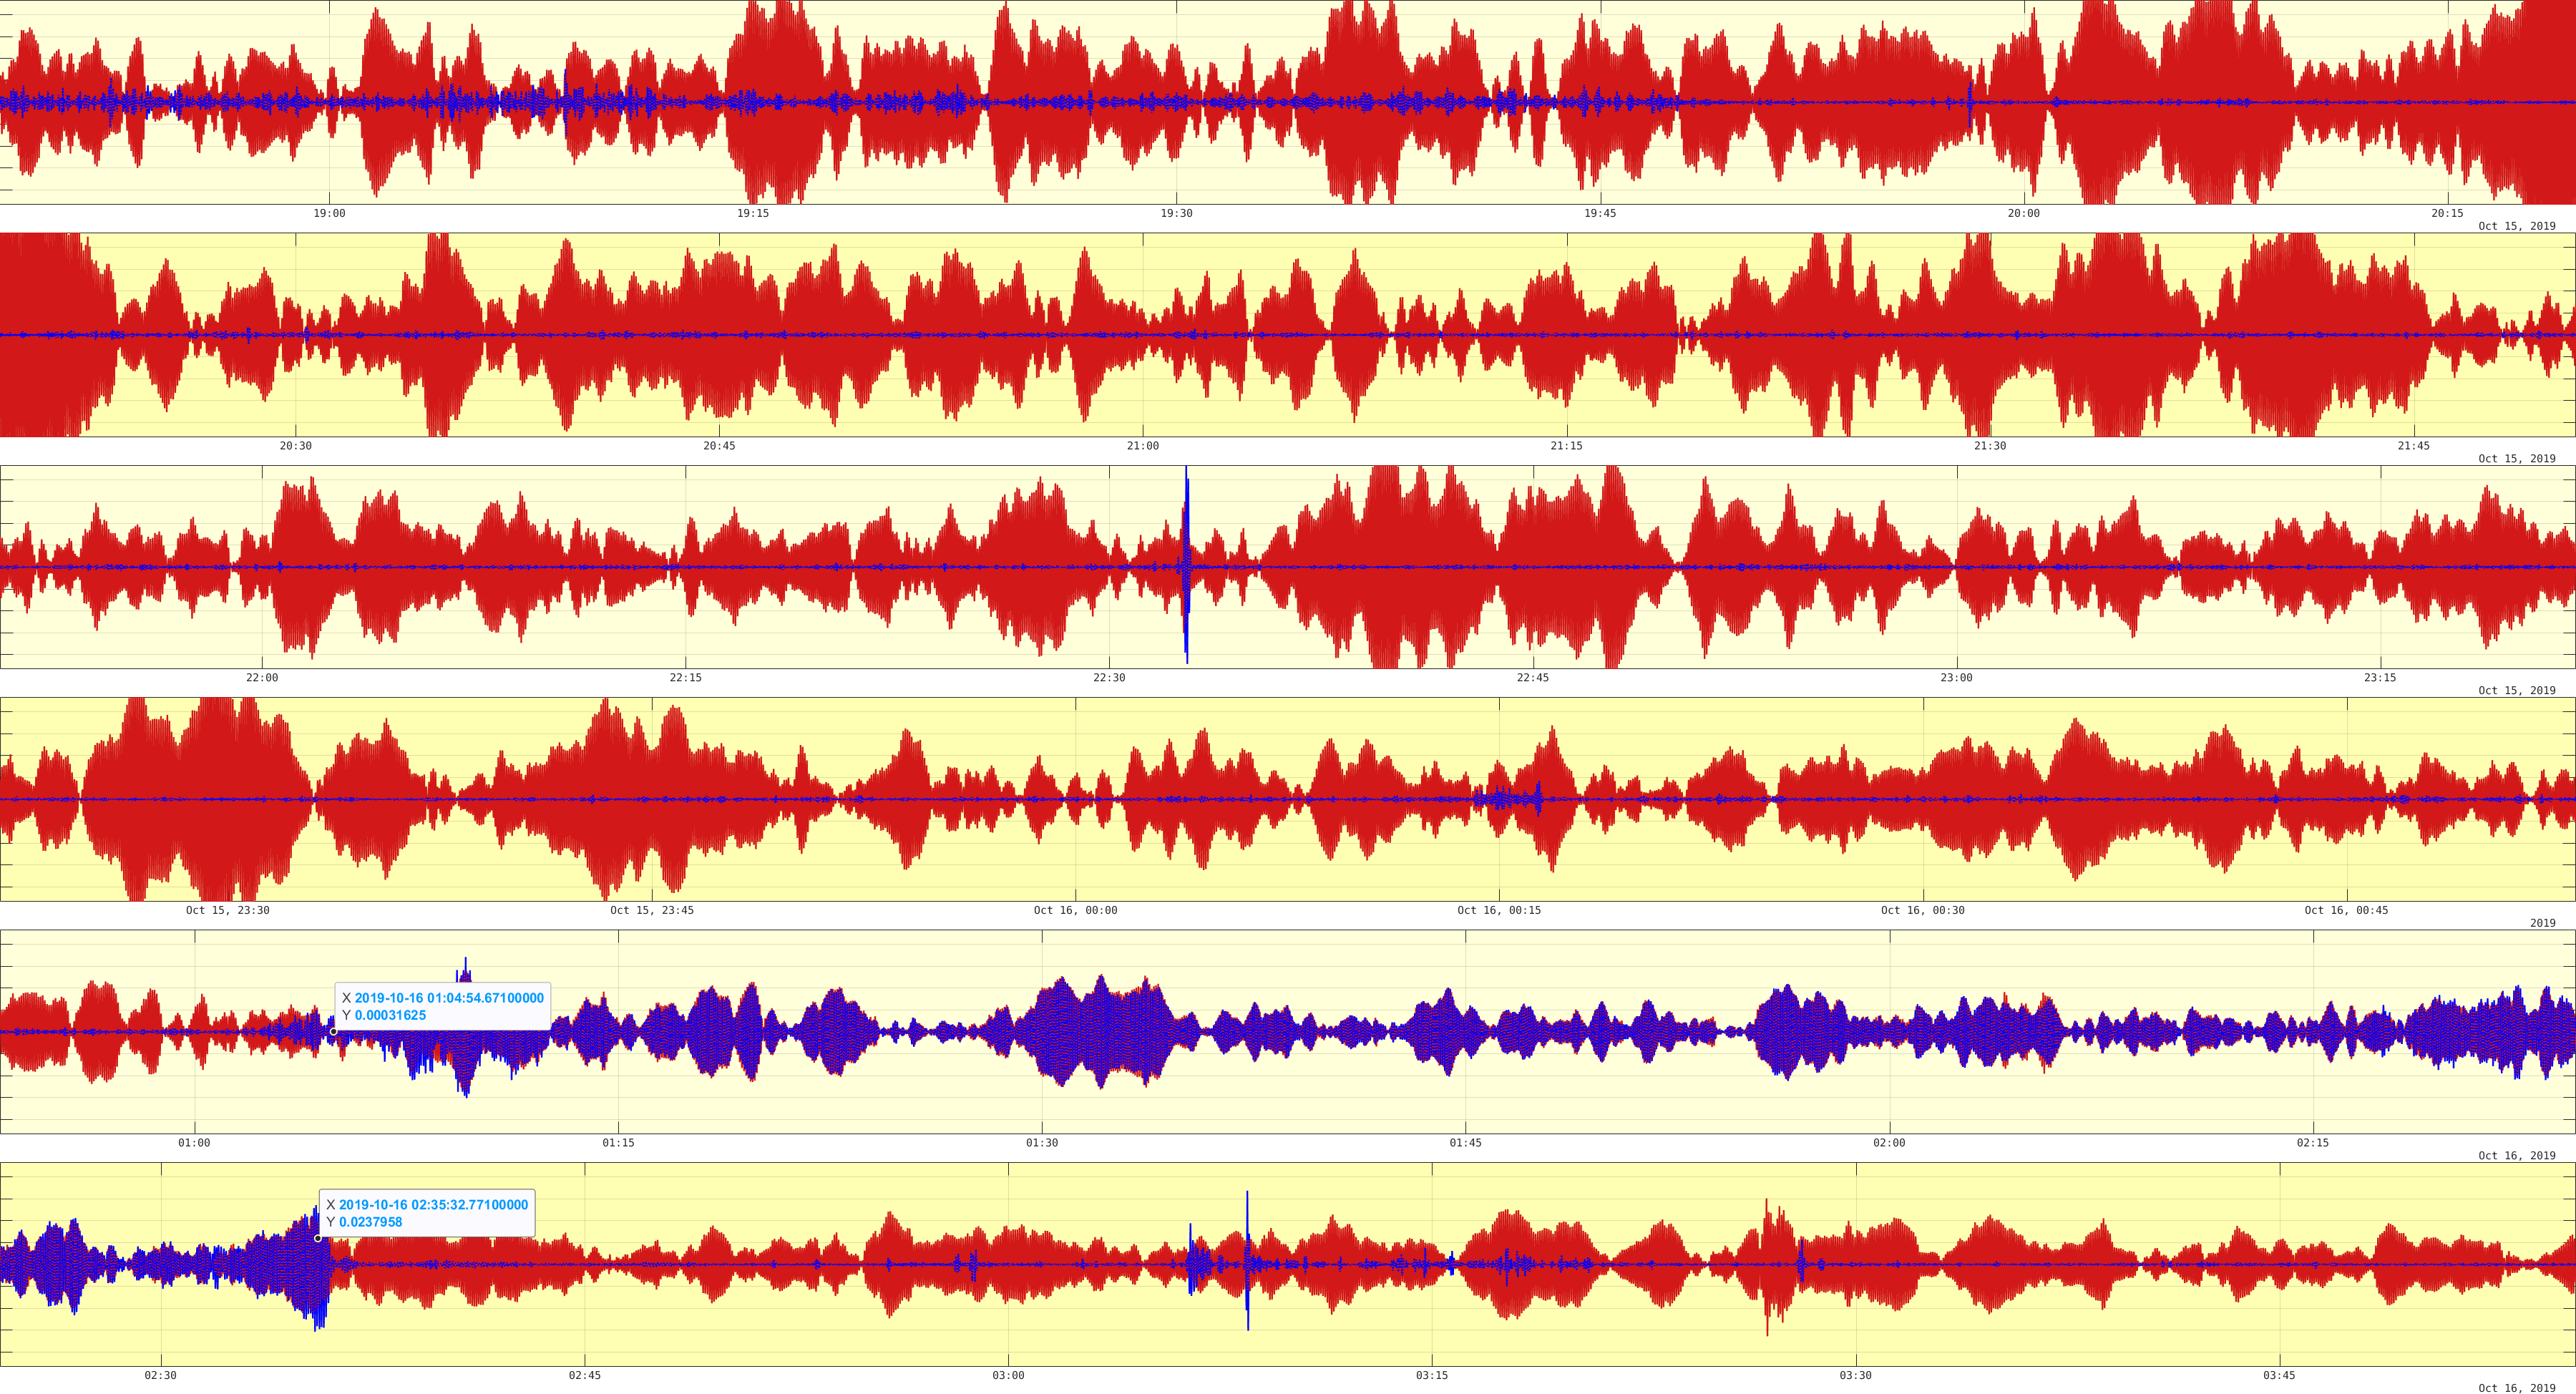 19:00 19:15 19:30 19:45 20:00 20:15
Oct 15, 2019
20:30 20:45 21:00 21:15 21:30 21:45
Oct 15, 2019
22:00 22:15 22:30 22:45 23:00 23:15
Oct 15, 2019
Oct 15, 23:30 Oct 15, 23:45 Oct 16, 00:00 Oct 16, 00:15 Oct 16, 00:30 Oct 16, 00:45
2019
X 2019-10-16 01:04:54.67100000
Y 0.00031625
01:00 01:15 01:30 01:45 02:00 02:15
Oct 16, 2019
X 2019-10-16 02:35:32.77100000
Y 0.0237958
02:30 02:45 03:00 03:15 03:30 03:45
Oct 16, 2019